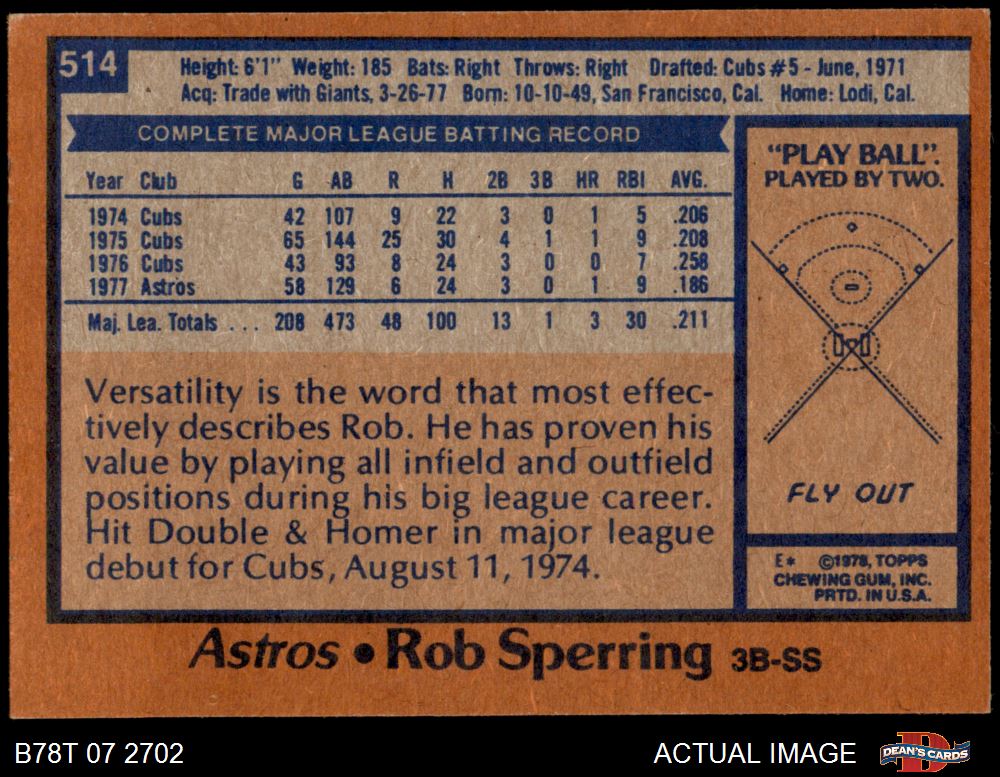 514
Height: 6'1" Weight: 185 Bats: Right Throws: Right Drafted: Cubs #5 - June, 1971
Acq: Trade with Giants, 3-26-77 Born: 10-10-49, San Francisco, Cal. Home: Lodi, Cal.
COMPLETE MAJOR LEAGUE BATTING RECORD
Year Club G AB R H 2B 3B HR RBI AVG.
1974 Cubs 42 107 9 22 3 0 1 5 .206
1975 Cubs 65 144 25 30 4 1 1 9 .208
1976 Cubs 43 93 8 24 3 0 0 7 .258
1977 Astros 58 129 6 24 3 0 1 9 .186
Maj. Lea. Totals . . . 208 473 48 100 13 1 3 30 .211
Versatility is the word that most effec-
tively describes Rob. He has proven his
value by playing all infield and outfield
positions during his big league career.
Hit Double & Homer in major league
debut for Cubs, August 11, 1974.
"PLAY BALL".
PLAYED BY TWO.
FLY OUT
E* ©1978, TOPPS
CHEWING GUM, INC.
PRTD. IN U.S.A.
Astros • Rob Sperring 3B-SS
B78T 07 2702 ACTUAL IMAGE DEAN'S CARDS